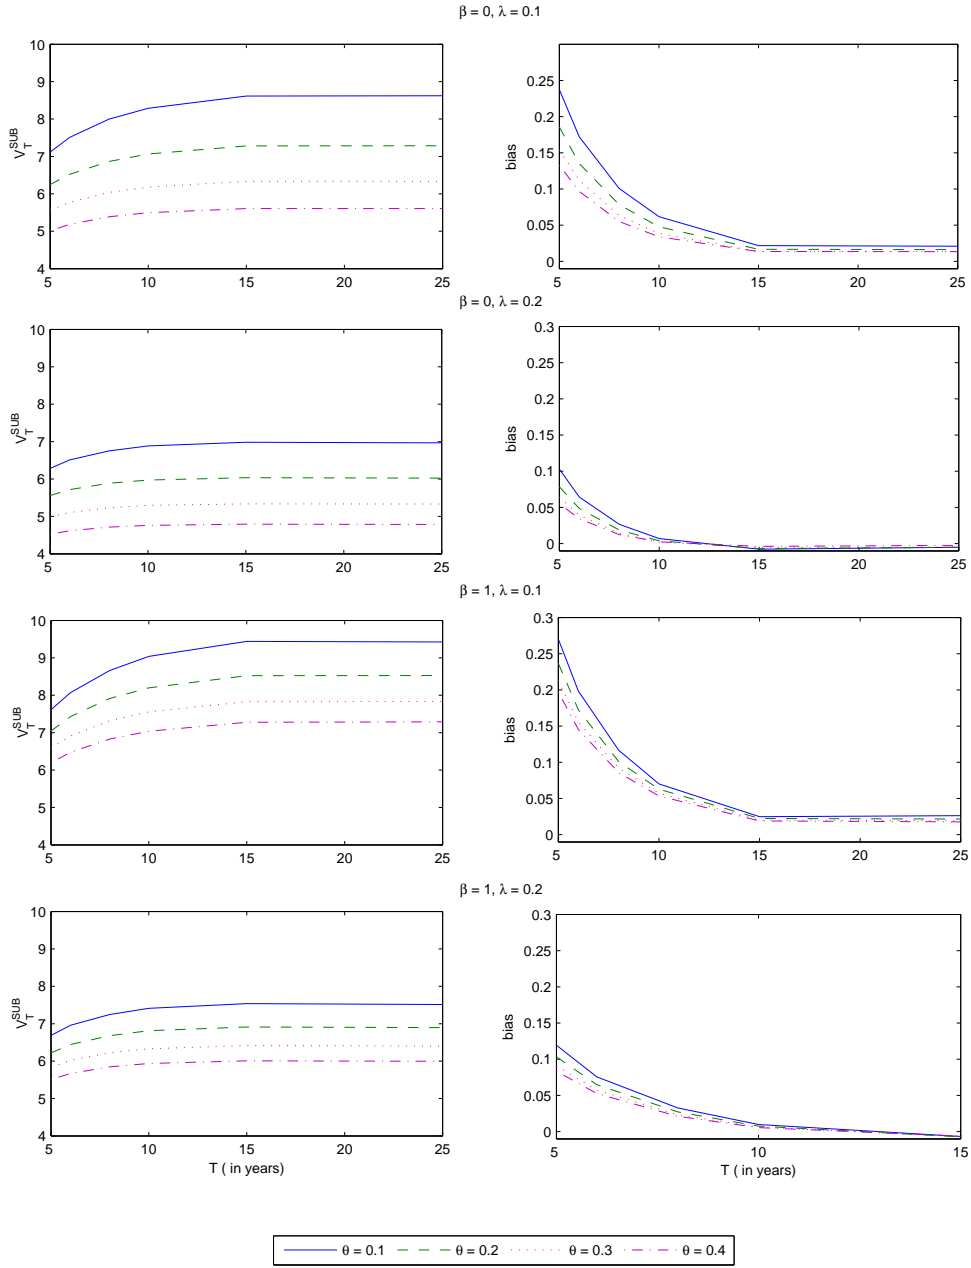 β = 0, λ = 0.1
10
9
8
7
6
5
4
V_T^SUB
5 10 15 20 25
0.25
0.2
0.15
0.1
0.05
0
bias
5 10 15 20 25
β = 0, λ = 0.2
10
9
8
7
6
5
4
V_T^SUB
5 10 15 20 25
0.3
0.25
0.2
0.15
0.1
0.05
0
bias
5 10 15 20 25
β = 1, λ = 0.1
10
9
8
7
6
5
4
V_T^SUB
5 10 15 20 25
0.3
0.25
0.2
0.15
0.1
0.05
0
bias
5 10 15 20 25
β = 1, λ = 0.2
10
9
8
7
6
5
4
V_T^SUB
5 10 15 20 25
T ( in years)
0.3
0.25
0.2
0.15
0.1
0.05
0
bias
5 10 15
T ( in years)
θ = 0.1 θ = 0.2 θ = 0.3 θ = 0.4